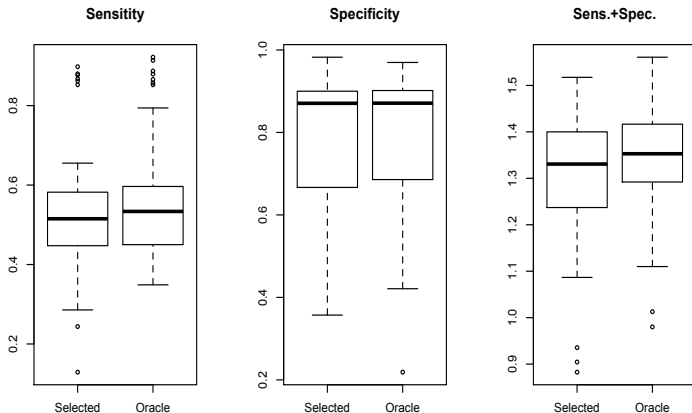 Sensitity
Specificity
Sens.+Spec.
0.8
0.6
0.4
0.2
Selected
Oracle
1.0
0.8
0.6
0.4
0.2
Selected
Oracle
1.5
1.4
1.3
1.2
1.1
1.0
0.9
Selected
Oracle